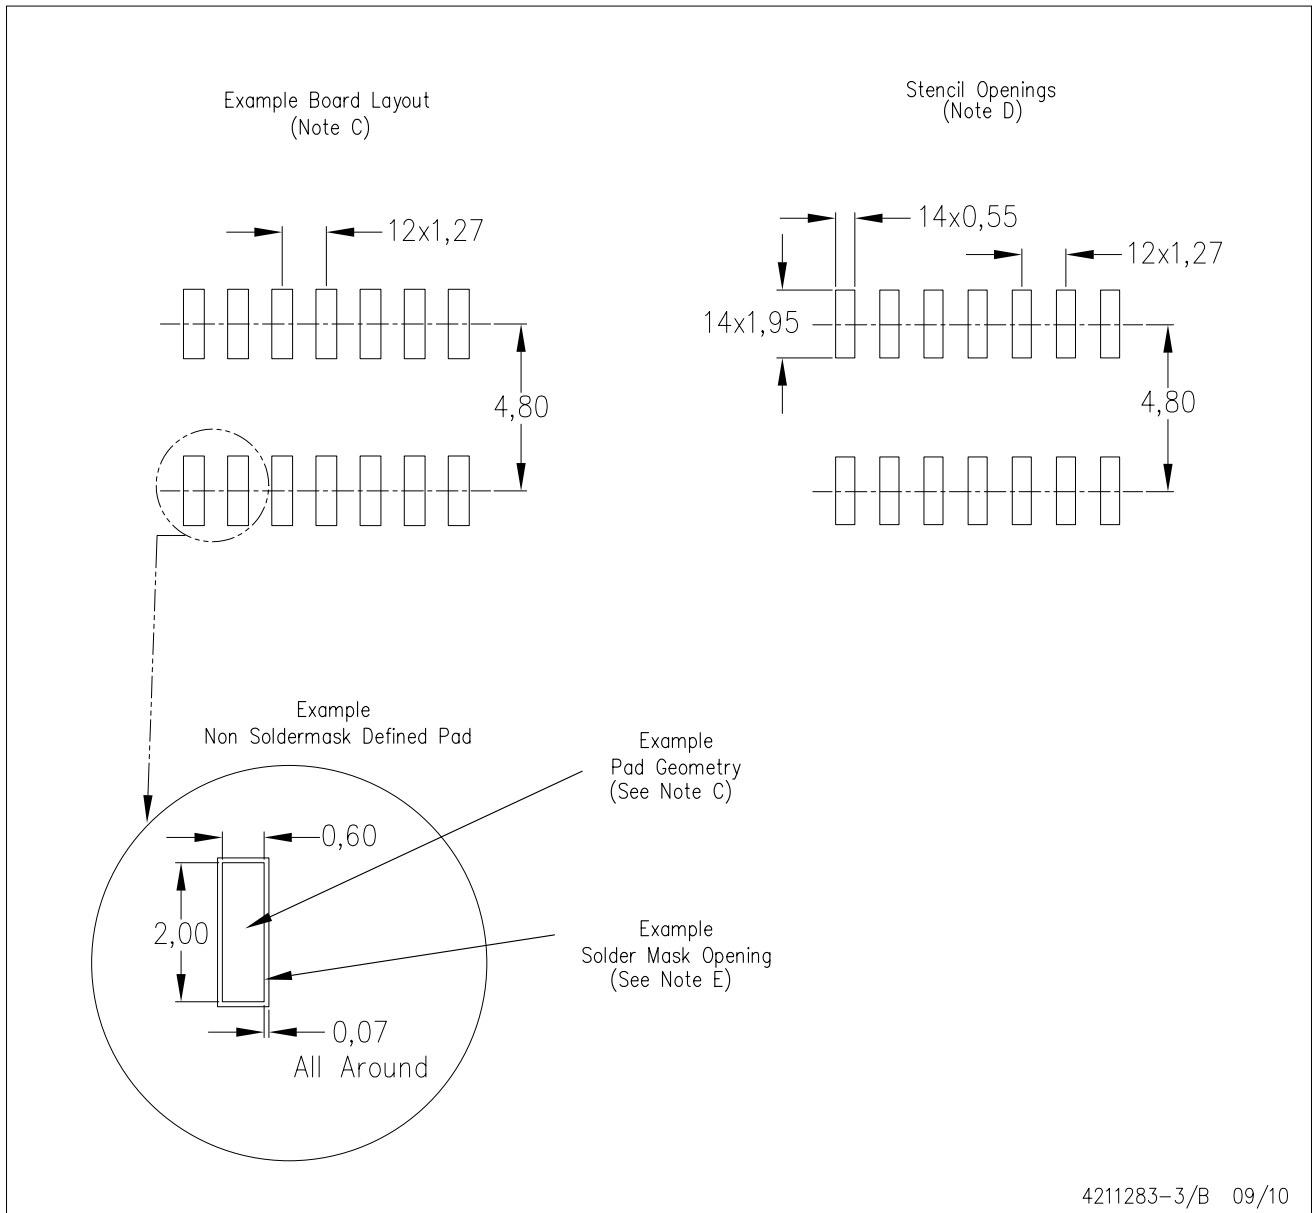 Example Board Layout
(Note C)
Stencil Openings
(Note D)
12x1,27
4,80
14x0,55
12x1,27
14x1,95
4,80
Example
Non Soldermask Defined Pad
Example
Pad Geometry
(See Note C)
0,60
2,00
Example
Solder Mask Opening
(See Note E)
0,07
All Around
4211283-3/B 09/10